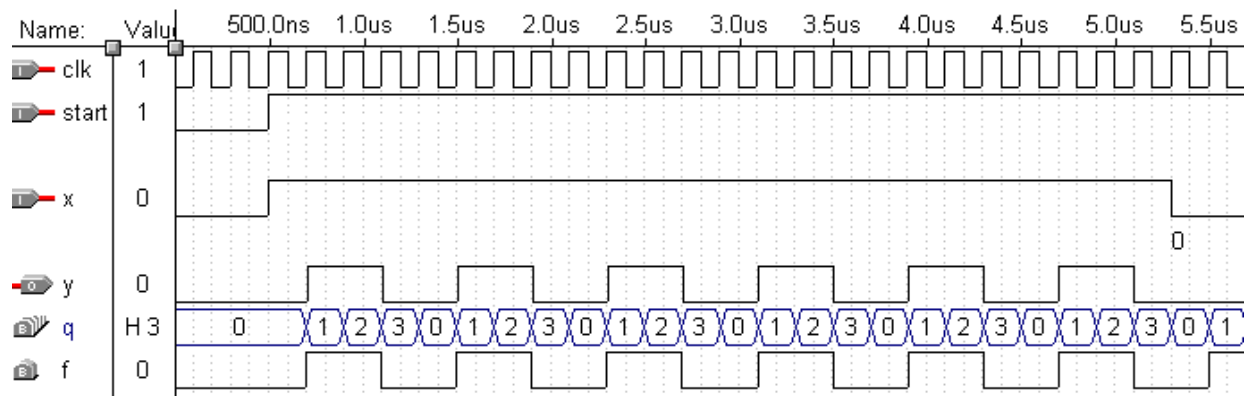 Name: Valu 500.0ns 1.0us 1.5us 2.0us 2.5us 3.0us 3.5us 4.0us 4.5us 5.0us 5.5us
clk 1
start 1
x 0
0
y 0
q H 3 0 1 2 3 0 1 2 3 0 1 2 3 0 1 2 3 0 1 2 3 0 1 2 3 0 1
f 0